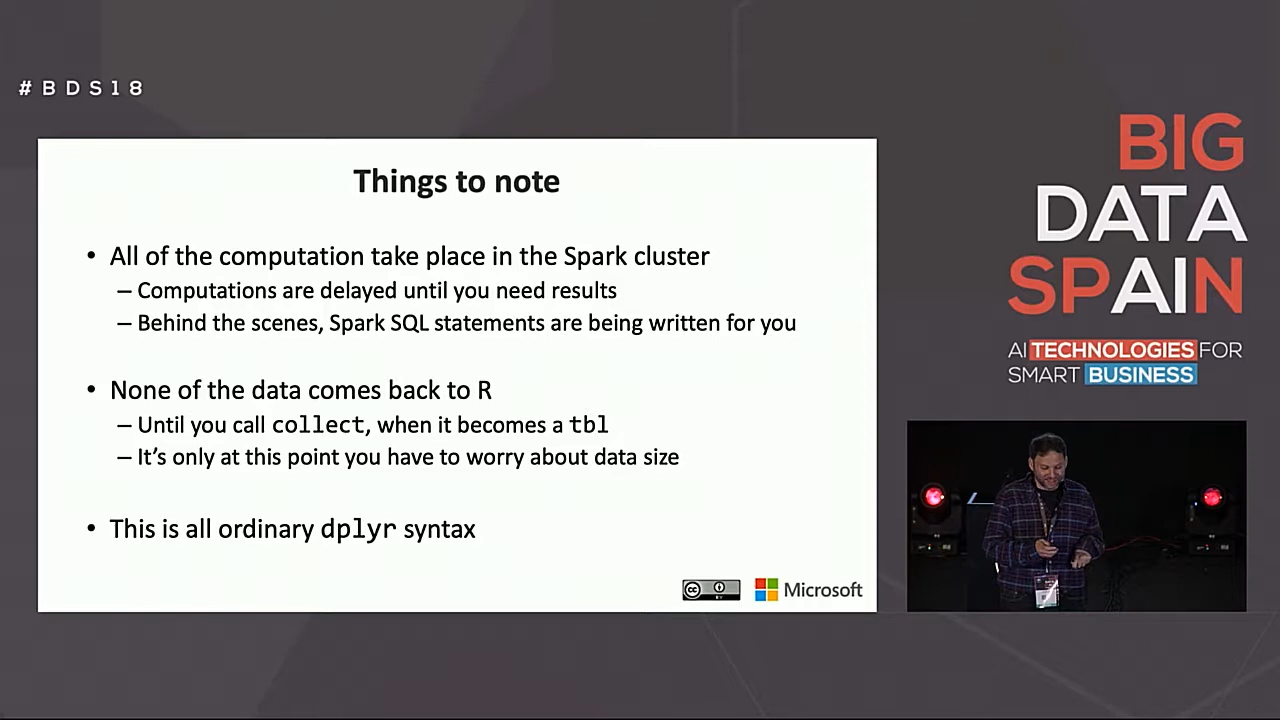 #BDS18
Things to note
• All of the computation take place in the Spark cluster
– Computations are delayed until you need results
– Behind the scenes, Spark SQL statements are being written for you
• None of the data comes back to R
– Until you call collect, when it becomes a tbl
– It's only at this point you have to worry about data size
• This is all ordinary dplyr syntax
cc BY
Microsoft
BIG
DATA
SPAIN
AI TECHNOLOGIES FOR
SMART BUSINESS